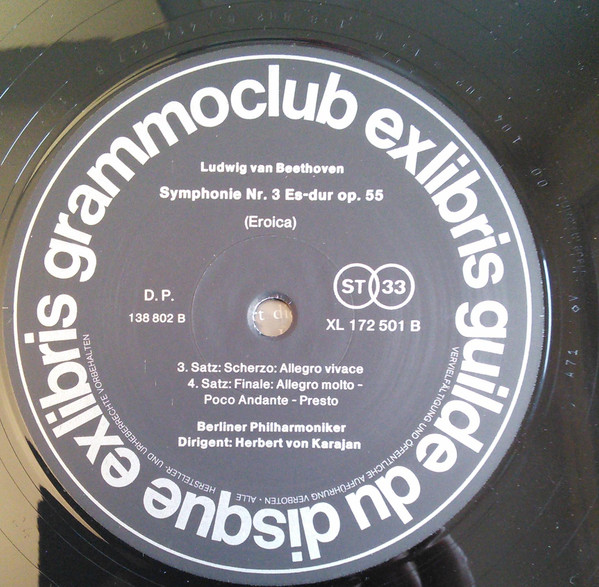 exlibris grammoclub exlibris guilde du disque
Ludwig van Beethoven
Symphonie Nr. 3 Es-dur op. 55
(Eroica)
ST 33
D. P.
138 802 B
XL 172 501 B
3. Satz: Scherzo: Allegro vivace
4. Satz: Finale: Allegro molto -
Poco Andante - Presto
Berliner Philharmoniker
Dirigent: Herbert von Karajan
VERVIELFÄLTIGUNG UND ÖFFENTLICHE AUFFÜHRUNG VERBOTEN • ALLE HERSTELLER- UND URHEBERRECHTE VORBEHALTEN